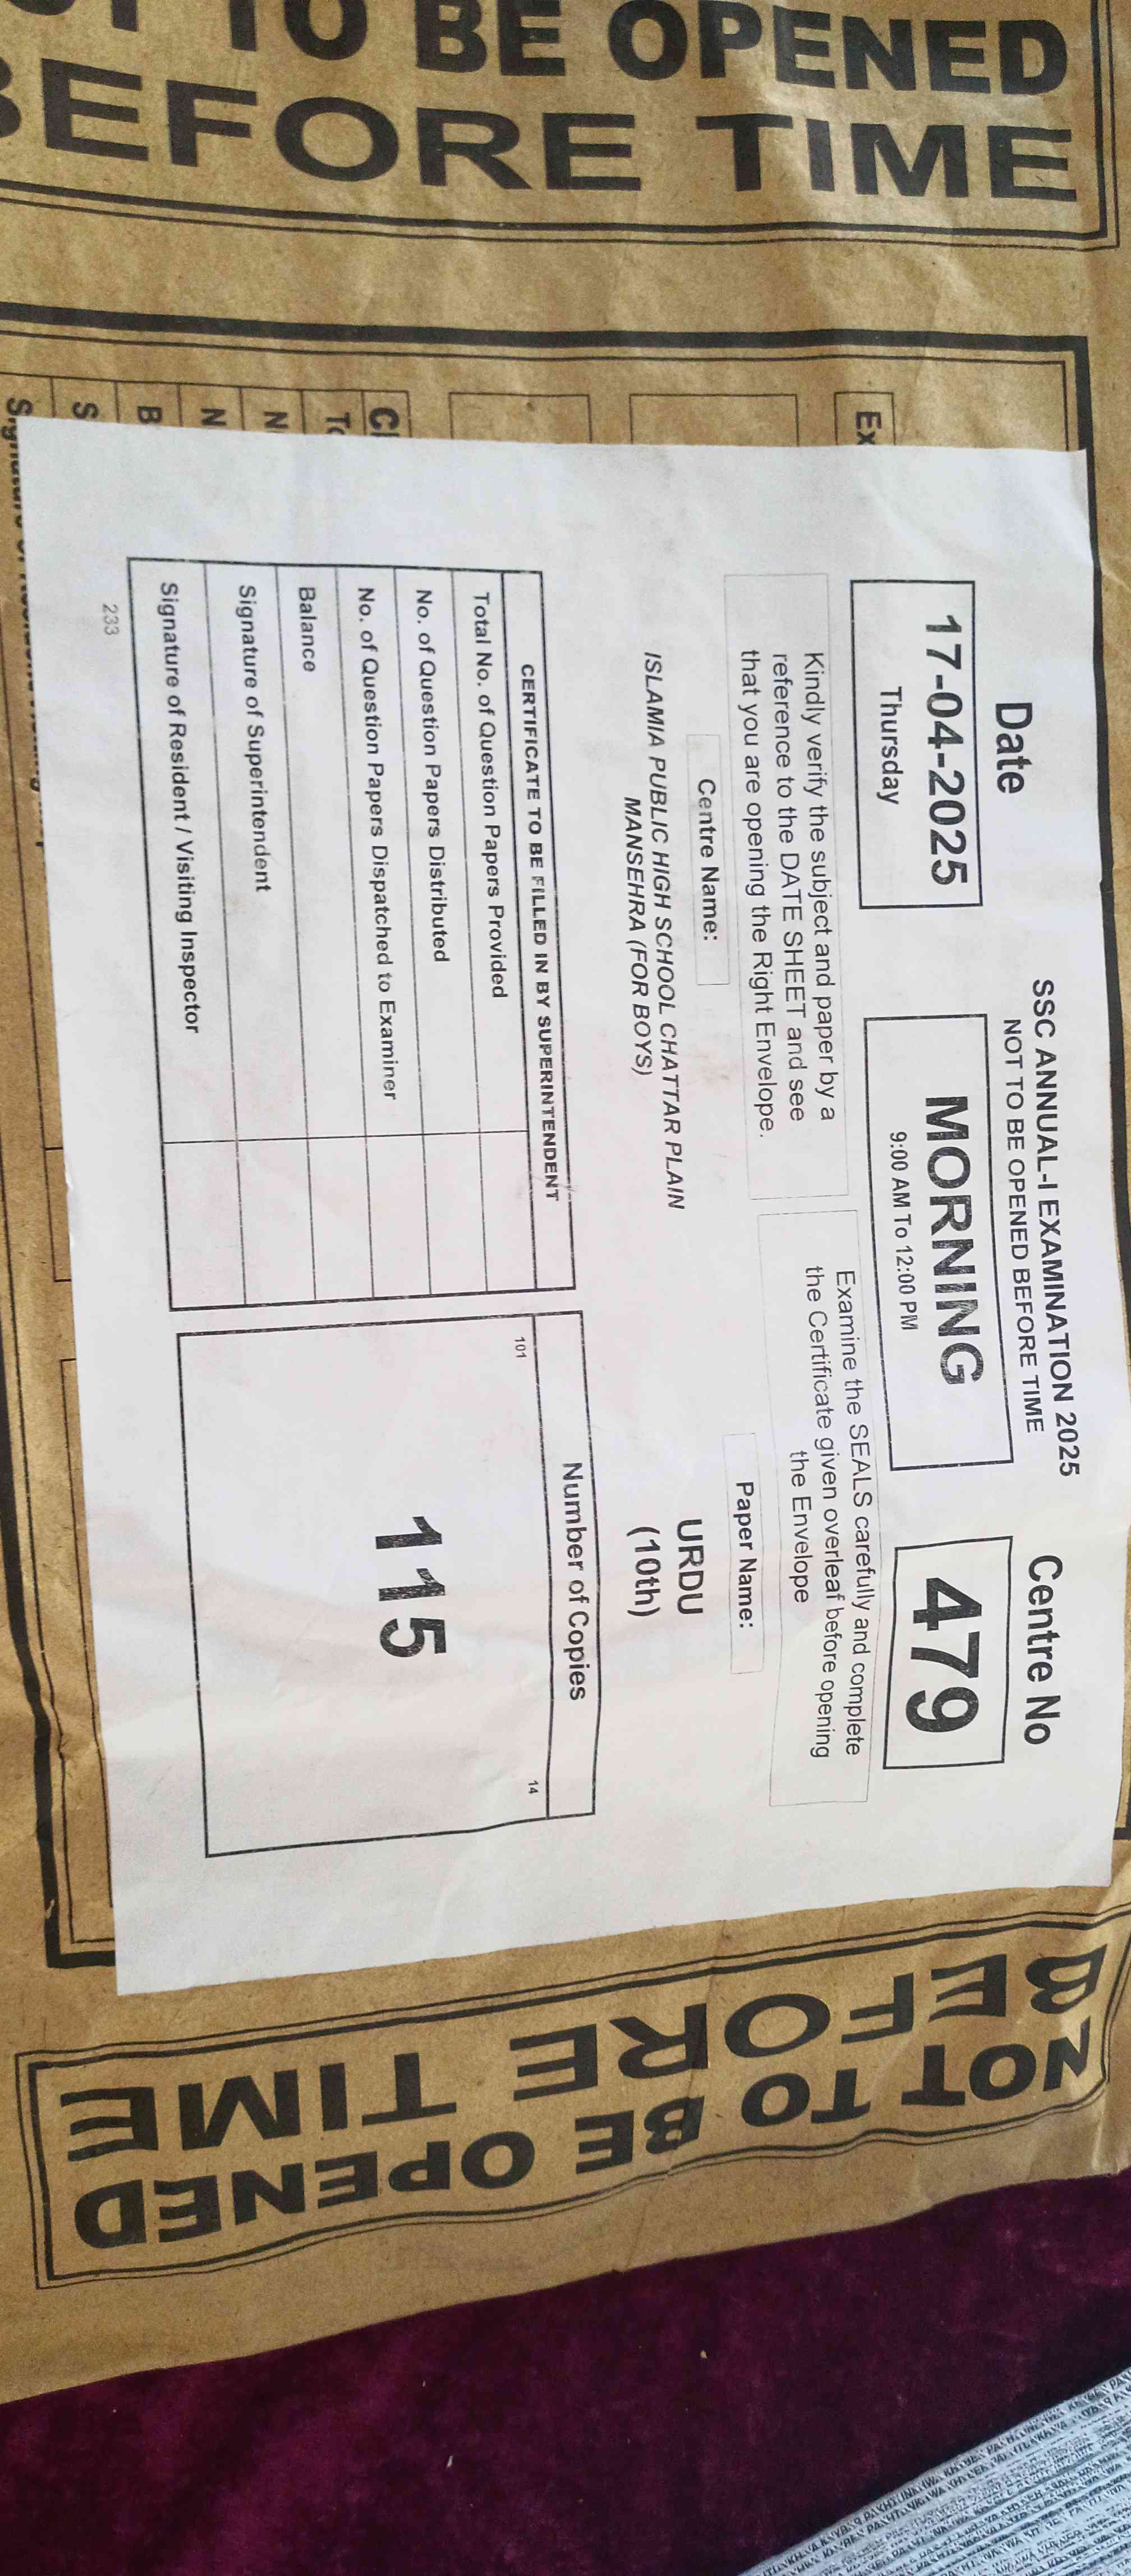 TO BE OPENED
BEFORE TIME
Ex
SSC ANNUAL-I EXAMINATION 2025
NOT TO BE OPENED BEFORE TIME
Date
Centre No
17-04-2025
Thursday
MORNING
9:00 AM To 12:00 PM
479
Kindly verify the subject and paper by a
reference to the DATE SHEET and see
that you are opening the Right Envelope.
Examine the SEALS carefully and complete
the Certificate given overleaf before opening
the Envelope
Centre Name:
Paper Name:
ISLAMIA PUBLIC HIGH SCHOOL CHATTAR PLAIN
MANSEHRA (FOR BOYS)
URDU
(10th)
CERTIFICATE TO BE FILLED IN BY SUPERINTENDENT
Total No. of Question Papers Provided
No. of Question Papers Distributed
No. of Question Papers Dispatched to Examiner
Balance
Signature of Superintendent
Signature of Resident / Visiting Inspector
233
Number of Copies
101
14
115
NOT TO BE OPENED
BEFORE TIME